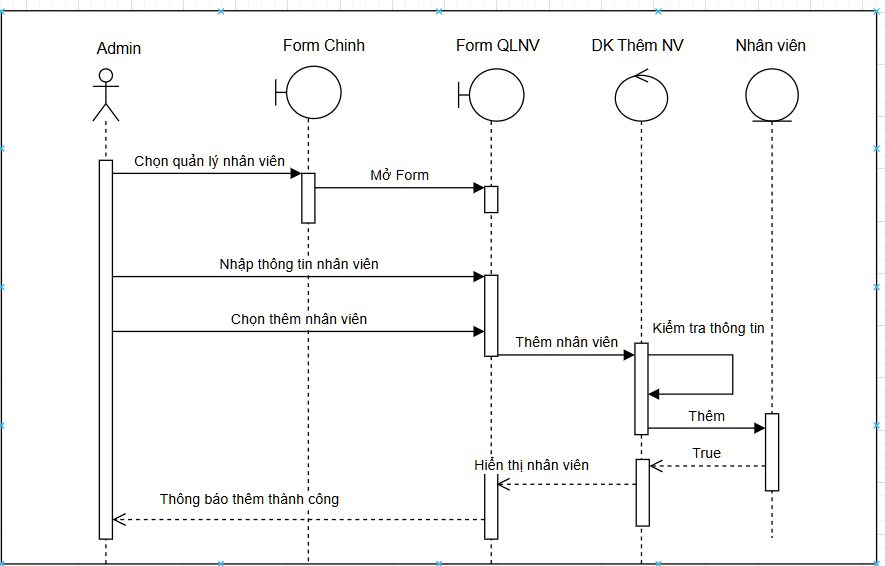 Admin
Form Chinh
Form QLNV
DK Thêm NV
Nhân viên
Chọn quản lý nhân viên
Mở Form
Nhập thông tin nhân viên
Chọn thêm nhân viên
Kiểm tra thông tin
Thêm nhân viên
Thêm
True
Hiển thị nhân viên
Thông báo thêm thành công